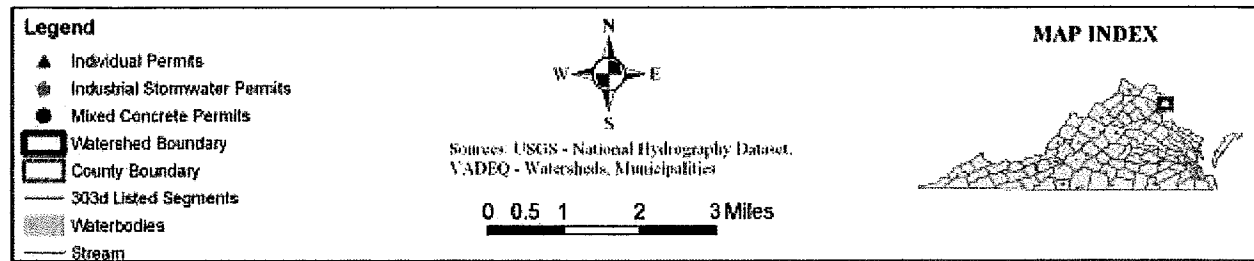 Legend
Individual Permits
Industrial Stormwater Permits
Mixed Concrete Permits
Watershed Boundary
County Boundary
303d Listed Segments
Waterbodies
Stream
N
W E
S
Sources: USGS - National Hydrography Dataset.
VADEQ - Watersheds, Municipalities
0 0.5 1 2 3 Miles
MAP INDEX